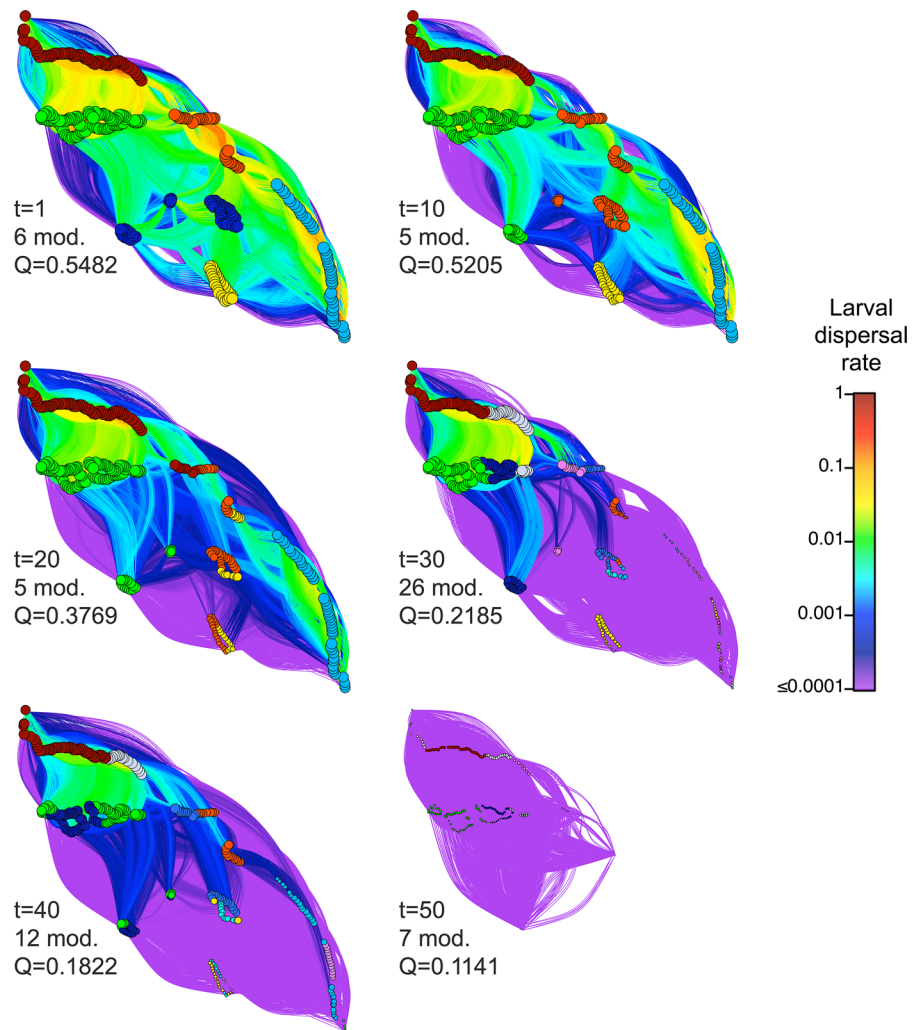 t=1
6 mod.
Q=0.5482
t=10
5 mod.
Q=0.5205
Larval
dispersal
rate
1
0.1
0.01
0.001
≤0.0001
t=20
5 mod.
Q=0.3769
t=30
26 mod.
Q=0.2185
t=40
12 mod.
Q=0.1822
t=50
7 mod.
Q=0.1141